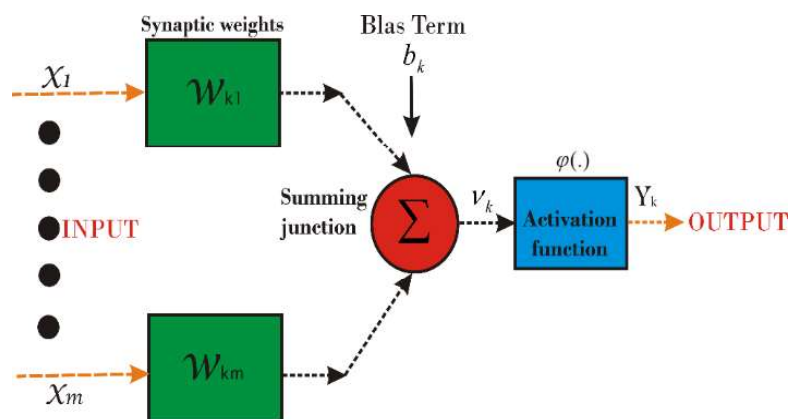 Synaptic weights
Blas Term
b_k
X1
W_k1
φ(.)
Summing
junction
Σ
ν_k
Activation
function
Y_k
OUTPUT
INPUT
W_km
Xm